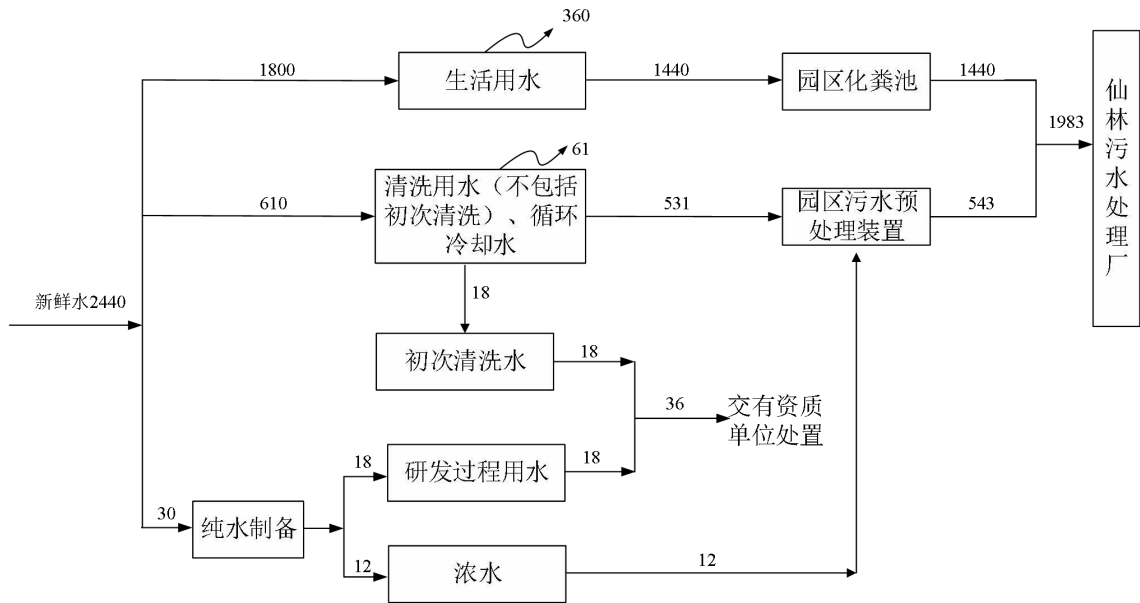 360
1800
生活用水
1440
园区化粪池
1440
1983
仙林污水处理厂
61
610
清洗用水（不包括
初次清洗）、循环
冷却水
531
园区污水预
处理装置
543
18
新鲜水2440
初次清洗水
18
36
交有资质
单位处置
18
研发过程用水
18
30
纯水制备
12
浓水
12